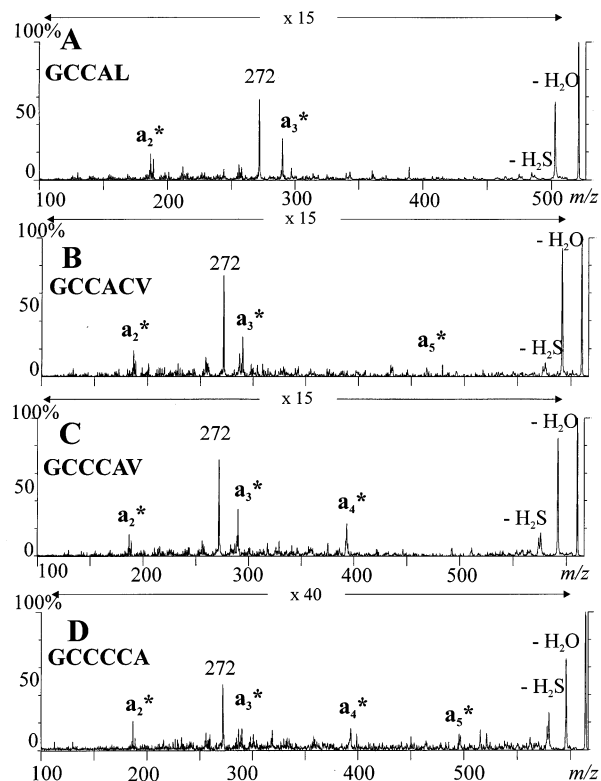 x 15
100%
A
GCCAL
272
- H₂O
50
a₂*
a₃*
- H₂S
0
100 200 300 400 500 m/z
x 15
100%
B
GCCACV
272
- H₂O
50
a₂*
a₃*
a₅*
- H₂S
0
x 15
100%
C
GCCCAV
272
- H₂O
50
a₂*
a₃*
a₄*
- H₂S
0
100 200 300 400 500 m/z
x 40
100%
D
GCCCCA
272
- H₂O
50
a₂*
a₃*
a₄*
a₅*
- H₂S
0
100 200 300 400 500 m/z